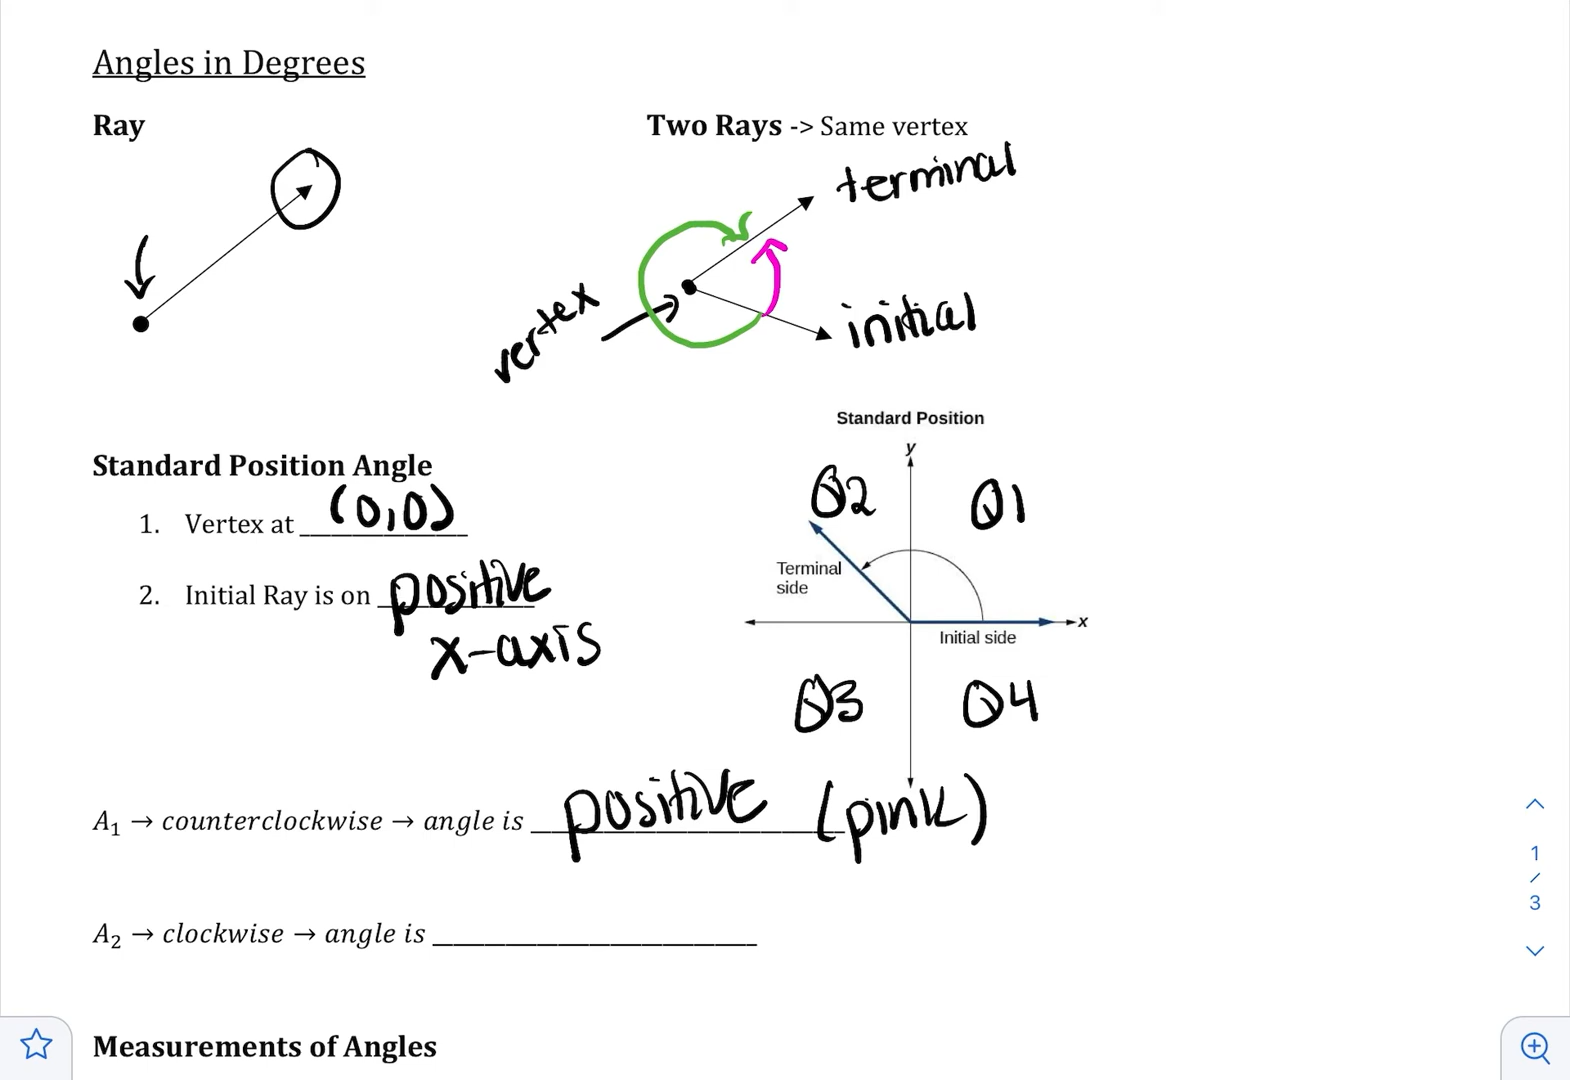 Angles in Degrees
Ray
Two Rays -> Same vertex
terminal
vertex
initial
Standard Position
y
Standard Position Angle
Q2
Q1
1. Vertex at (0,0)
Terminal
side
2. Initial Ray is on positive
x-axis
x
Initial side
Q3
Q4
A₁ → counterclockwise → angle is positive (pink)
A₂ → clockwise → angle is ______
1
/
3
Measurements of Angles